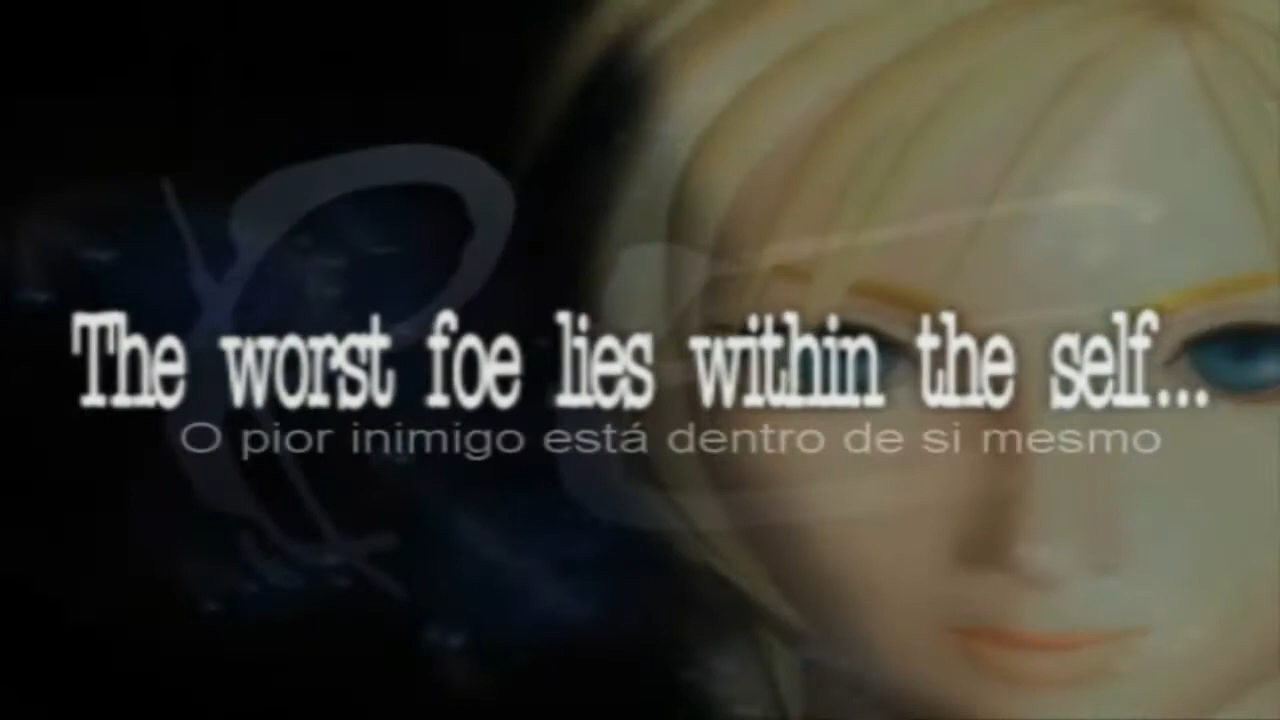 The worst foe lies within the self...
O pior inimigo está dentro de si mesmo